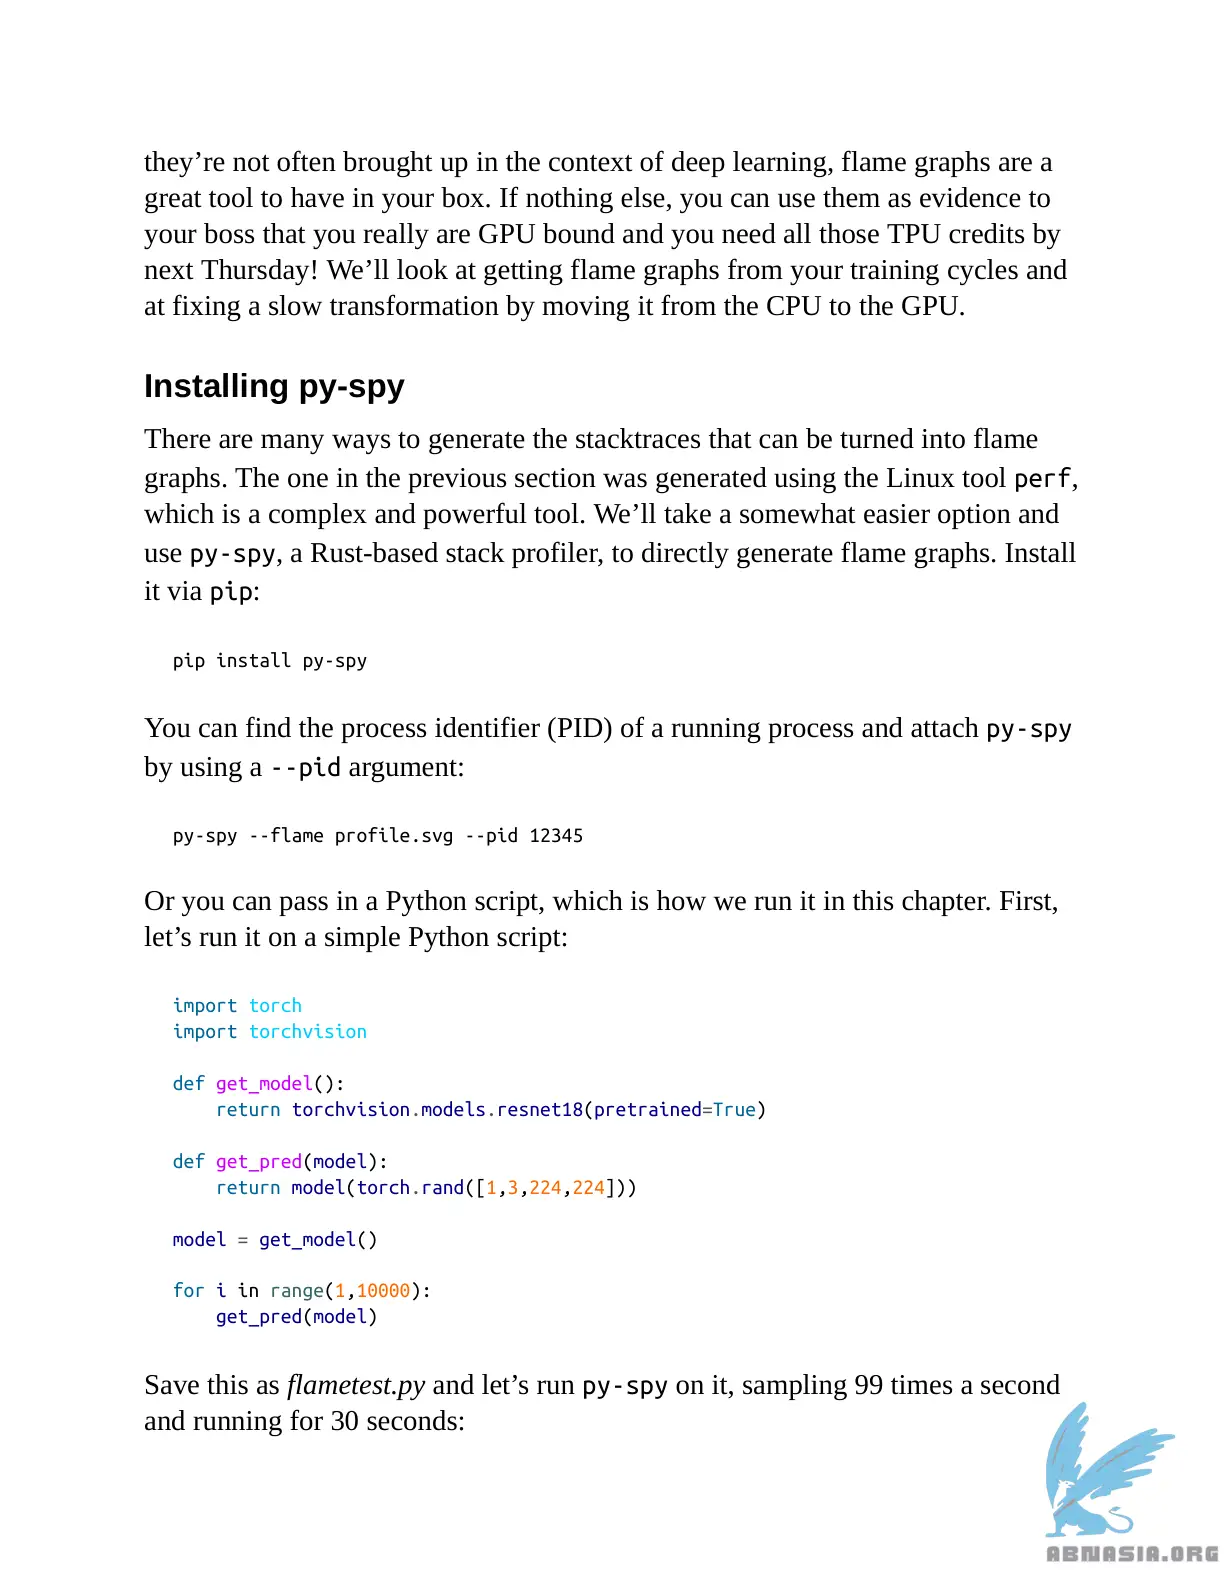 they’re not often brought up in the context of deep learning, flame graphs are a
great tool to have in your box. If nothing else, you can use them as evidence to
your boss that you really are GPU bound and you need all those TPU credits by
next Thursday! We’ll look at getting flame graphs from your training cycles and
at fixing a slow transformation by moving it from the CPU to the GPU.
Installing py-spy
There are many ways to generate the stacktraces that can be turned into flame
graphs. The one in the previous section was generated using the Linux tool perf,
which is a complex and powerful tool. We’ll take a somewhat easier option and
use py-spy, a Rust-based stack profiler, to directly generate flame graphs. Install
it via pip:
pip install py-spy
You can find the process identifier (PID) of a running process and attach py-spy
by using a --pid argument:
py-spy --flame profile.svg --pid 12345
Or you can pass in a Python script, which is how we run it in this chapter. First,
let’s run it on a simple Python script:
import torch
import torchvision
def get_model():
    return torchvision.models.resnet18(pretrained=True)
def get_pred(model):
    return model(torch.rand([1,3,224,224]))
model = get_model()
for i in range(1,10000):
    get_pred(model)
Save this as flametest.py and let’s run py-spy on it, sampling 99 times a second
and running for 30 seconds:
ABNASIA.ORG